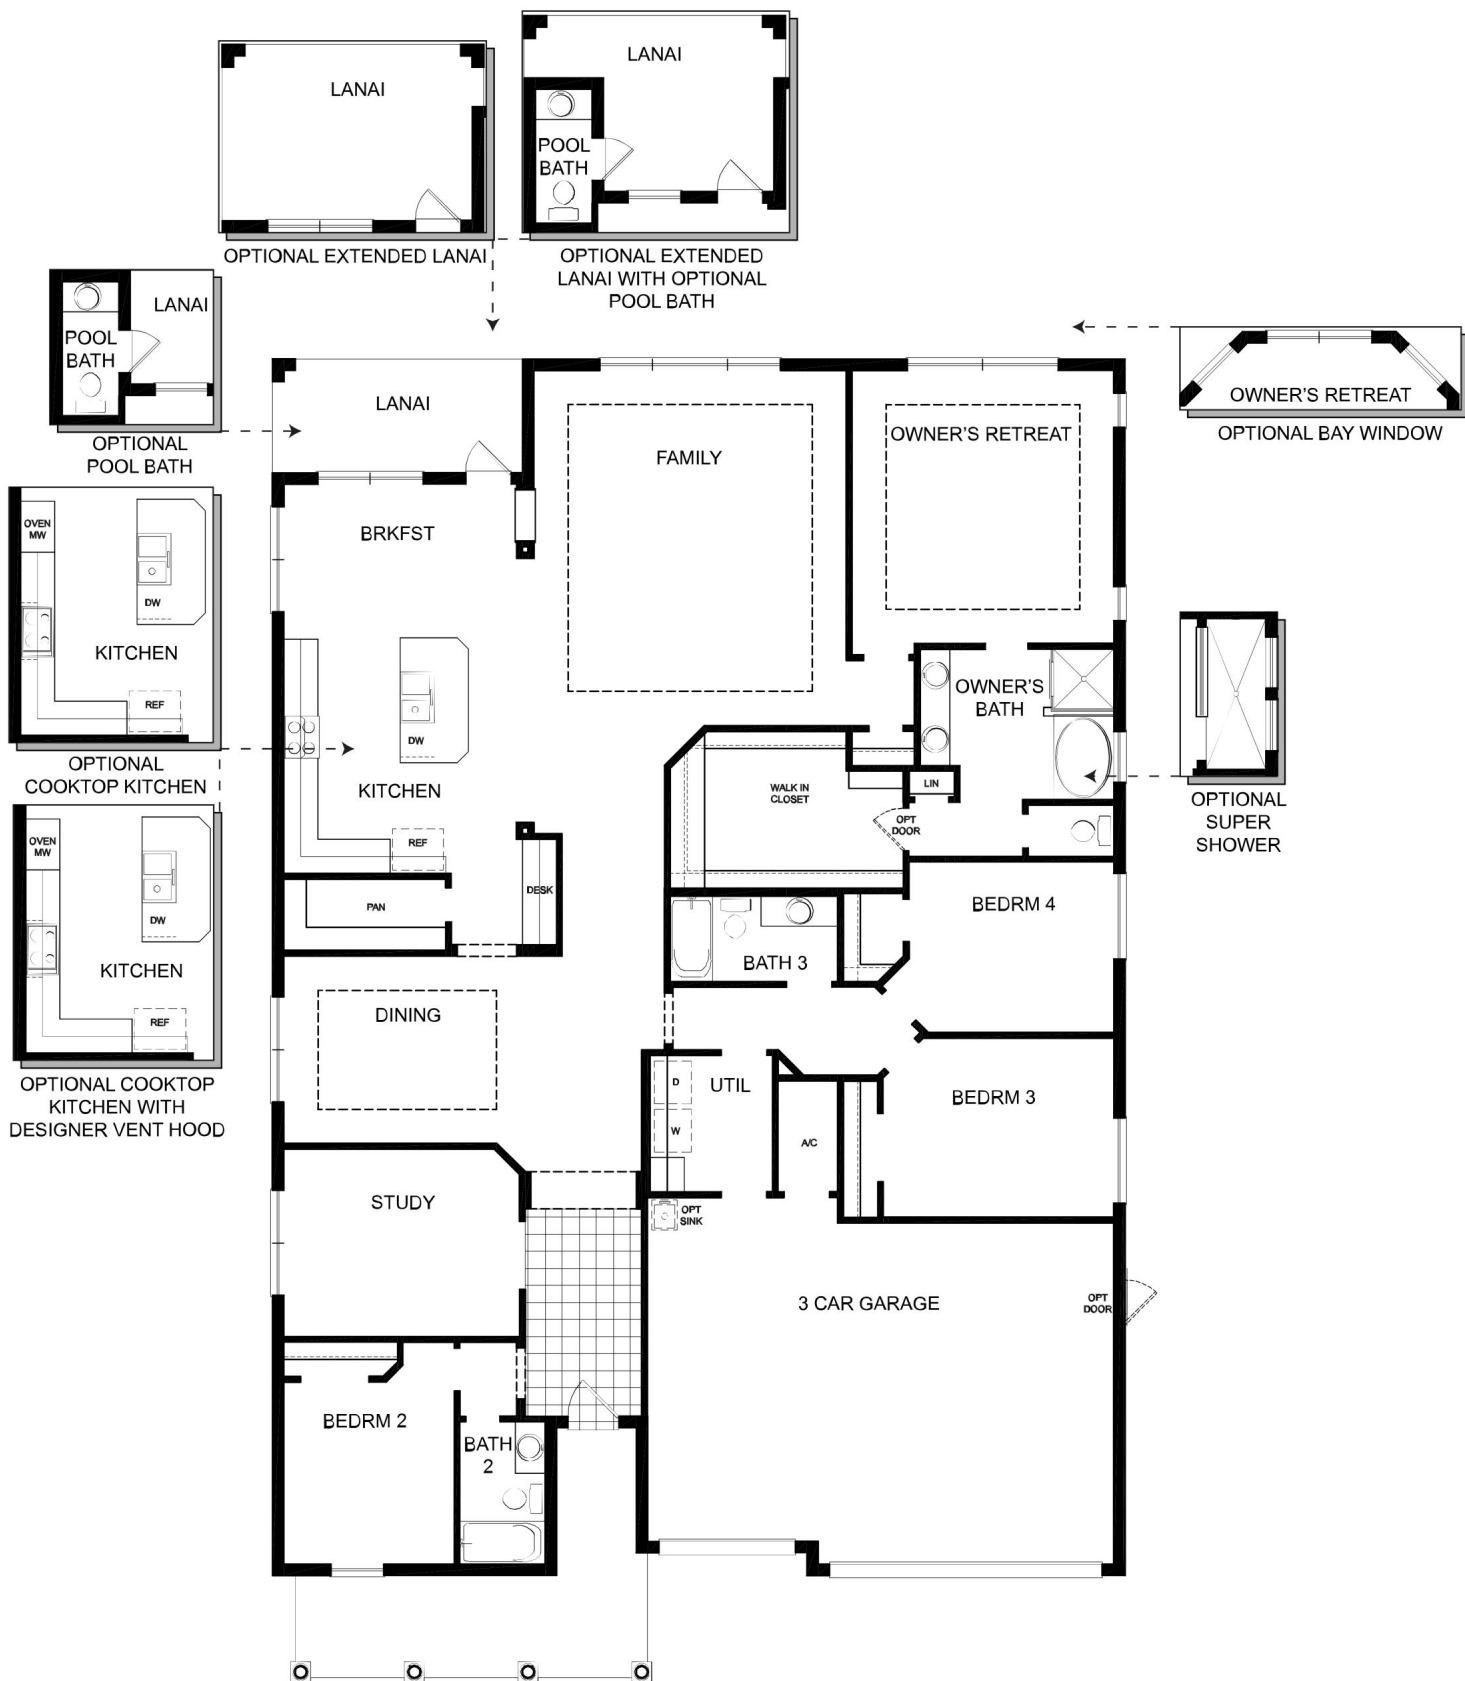 LANAI
OPTIONAL EXTENDED LANAI
LANAI
POOL
BATH
OPTIONAL EXTENDED
LANAI WITH OPTIONAL
POOL BATH
LANAI
POOL
BATH
OPTIONAL
POOL BATH
OWNER'S RETREAT
OPTIONAL BAY WINDOW
LANAI
FAMILY
OWNER'S RETREAT
BRKFST
OVEN
MW
DW
KITCHEN
REF
OPTIONAL
COOKTOP KITCHEN
OVEN
MW
DW
KITCHEN
REF
OPTIONAL COOKTOP
KITCHEN WITH
DESIGNER VENT HOOD
DW
KITCHEN
REF
PAN
DESK
OWNER'S
BATH
WALK IN
CLOSET
LIN
OPT
DOOR
OPTIONAL
SUPER
SHOWER
BEDRM 4
BATH 3
DINING
D
W
UTIL
BEDRM 3
A/C
STUDY
OPT
SINK
3 CAR GARAGE
OPT
DOOR
BEDRM 2
BATH
2